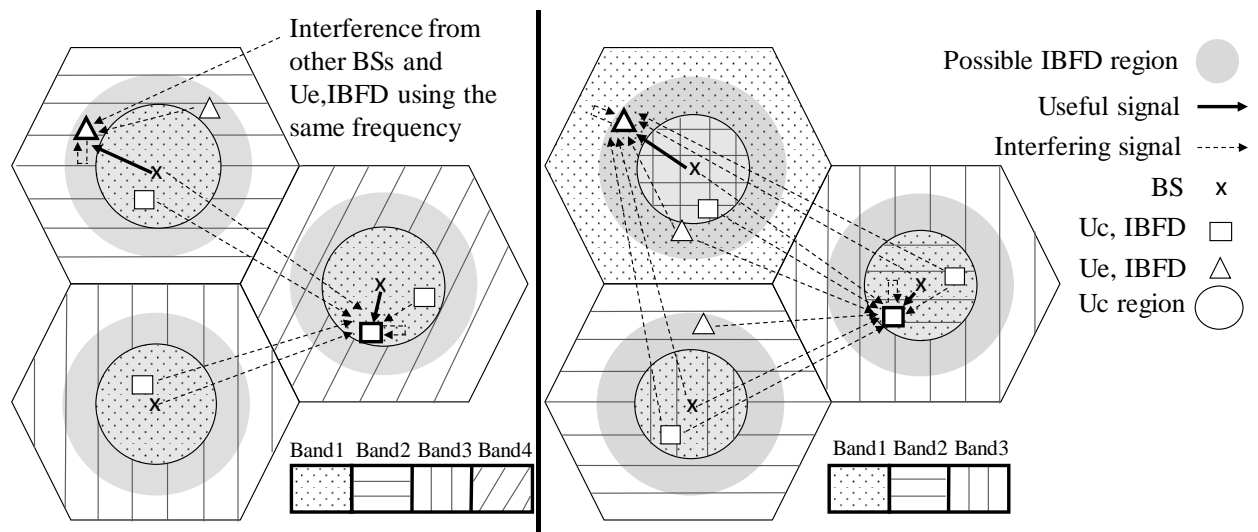 Interference from
other BSs and
Ue,IBFD using the
same frequency
x
x
x
Band1 Band2 Band3 Band4
x
x
x
Band1 Band2 Band3
Possible IBFD region
Useful signal
Interfering signal
BS x
Uc, IBFD
Ue, IBFD
Uc region